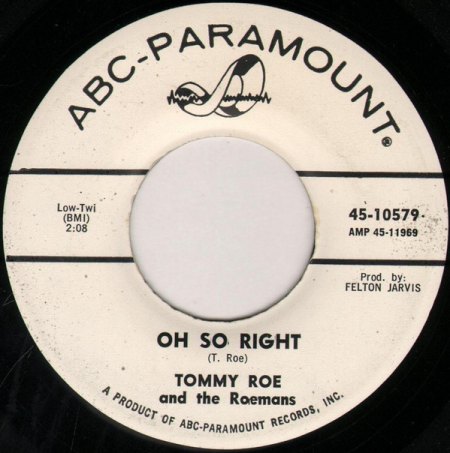 ABC-PARAMOUNT®
Low-Twi
(BMI)
2:08
45-10579
AMP 45-11969
Prod. by:
FELTON JARVIS
OH SO RIGHT
(T. Roe)
TOMMY ROE
and the Roemans
A PRODUCT OF ABC-PARAMOUNT RECORDS, INC.